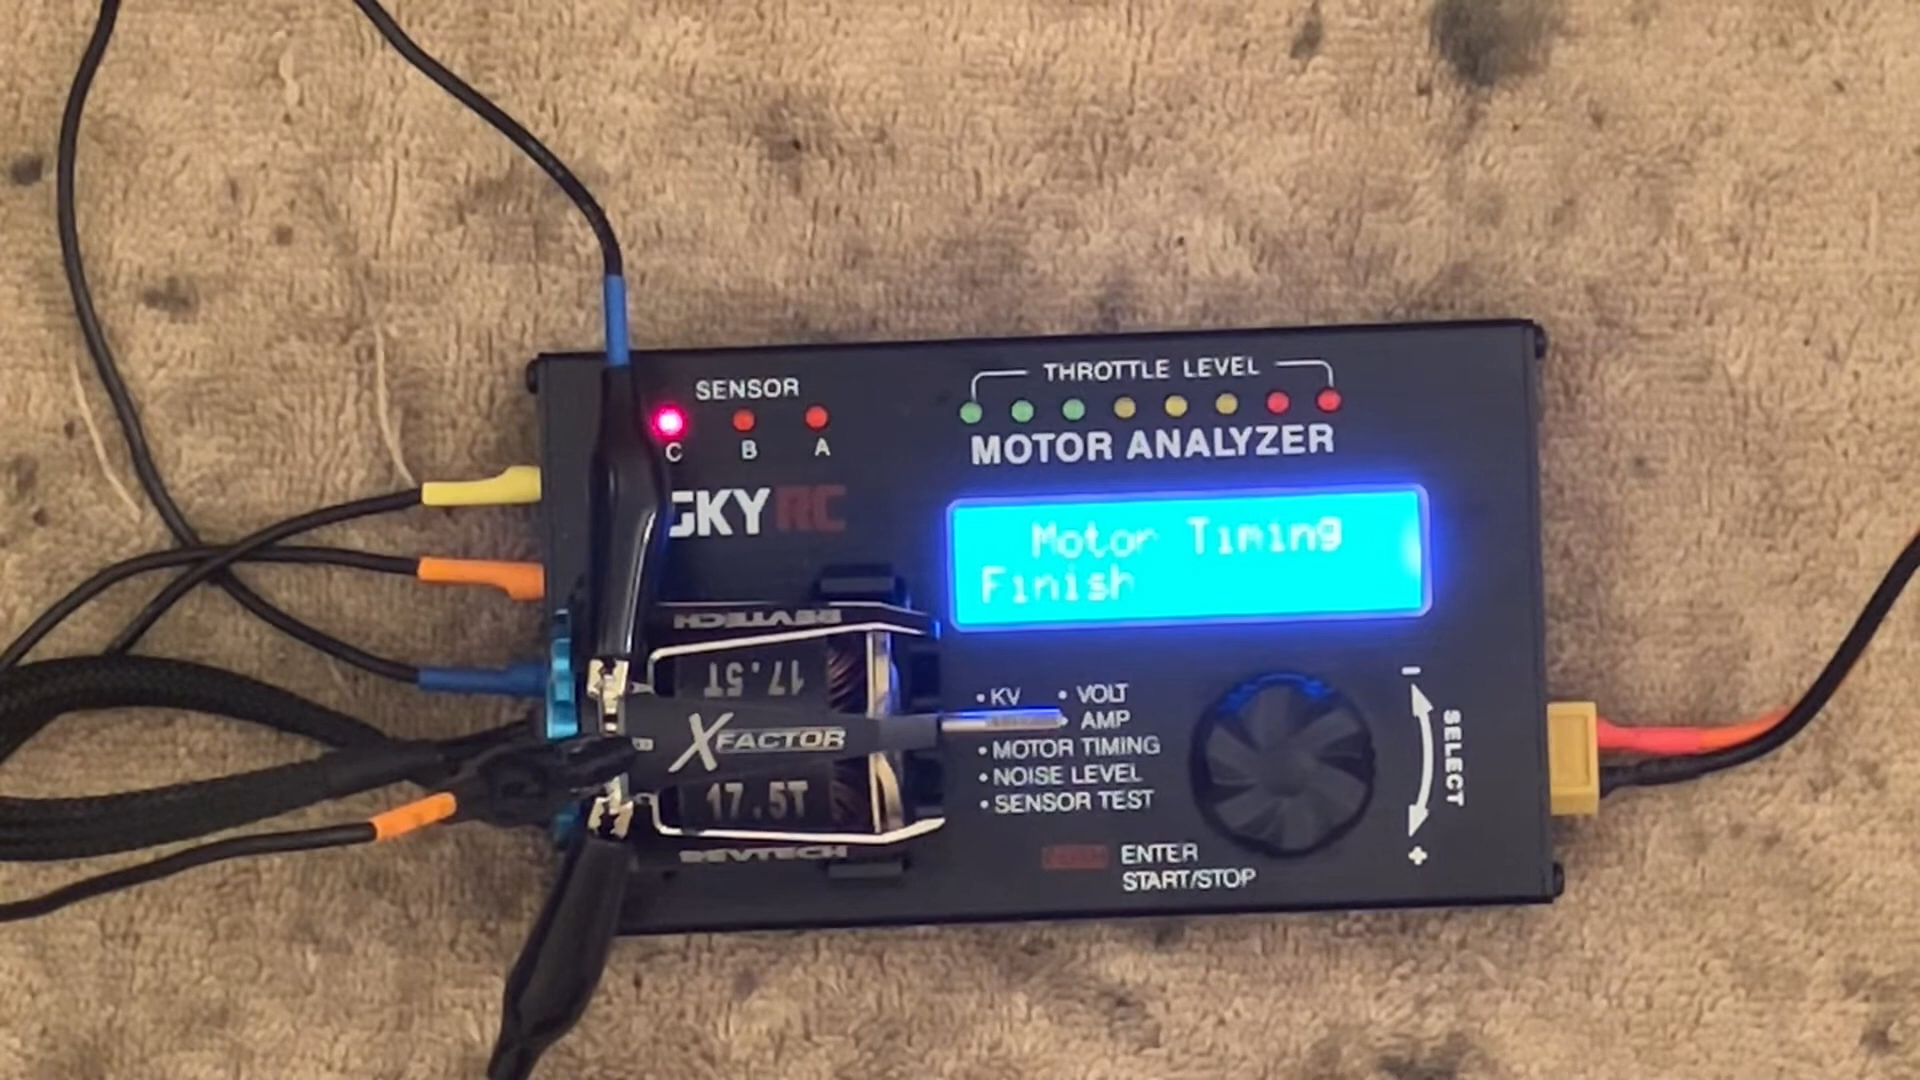 SENSOR
C B A
THROTTLE LEVEL
MOTOR ANALYZER
SKYRC
Motor Timing
Finish
REVTECH
17.5T
XFACTOR
17.5T
REVTECH
• KV • VOLT
• AMP
• MOTOR TIMING
• NOISE LEVEL
• SENSOR TEST
SELECT
ENTER
START/STOP